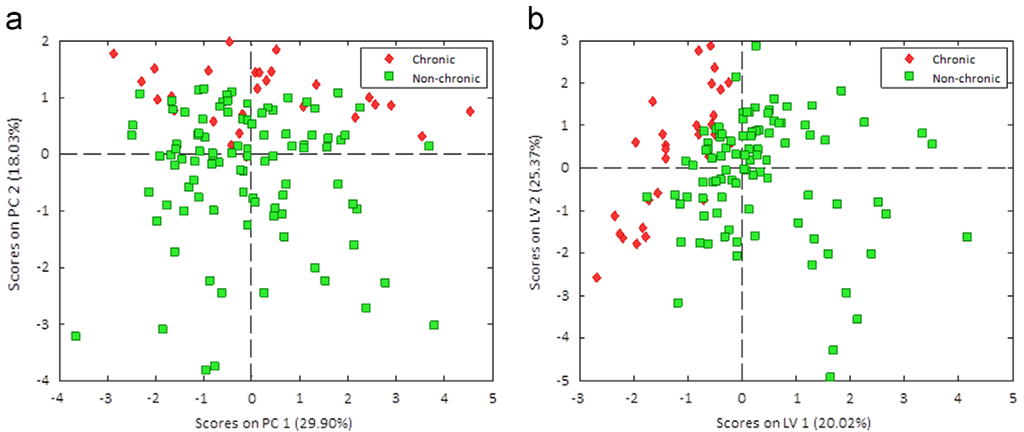 a
2
1
0
-1
-2
-3
-4
Scores on PC 2 (18.03%)
Chronic
Non-chronic
-4 -3 -2 -1 0 1 2 3 4 5
Scores on PC 1 (29.90%)
b
3
2
1
0
-1
-2
-3
-4
-5
Scores on LV 2 (25.37%)
Chronic
Non-chronic
-3 -2 -1 0 1 2 3 4 5
Scores on LV 1 (20.02%)